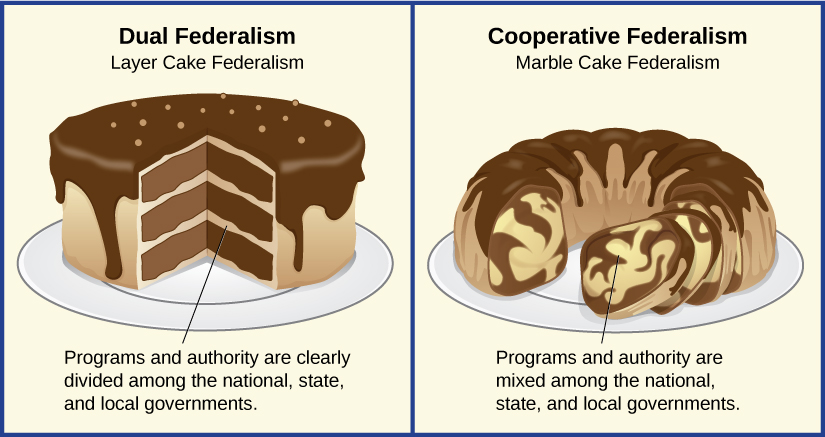 Dual Federalism
Layer Cake Federalism
Programs and authority are clearly
divided among the national, state,
and local governments.
Cooperative Federalism
Marble Cake Federalism
Programs and authority are
mixed among the national,
state, and local governments.